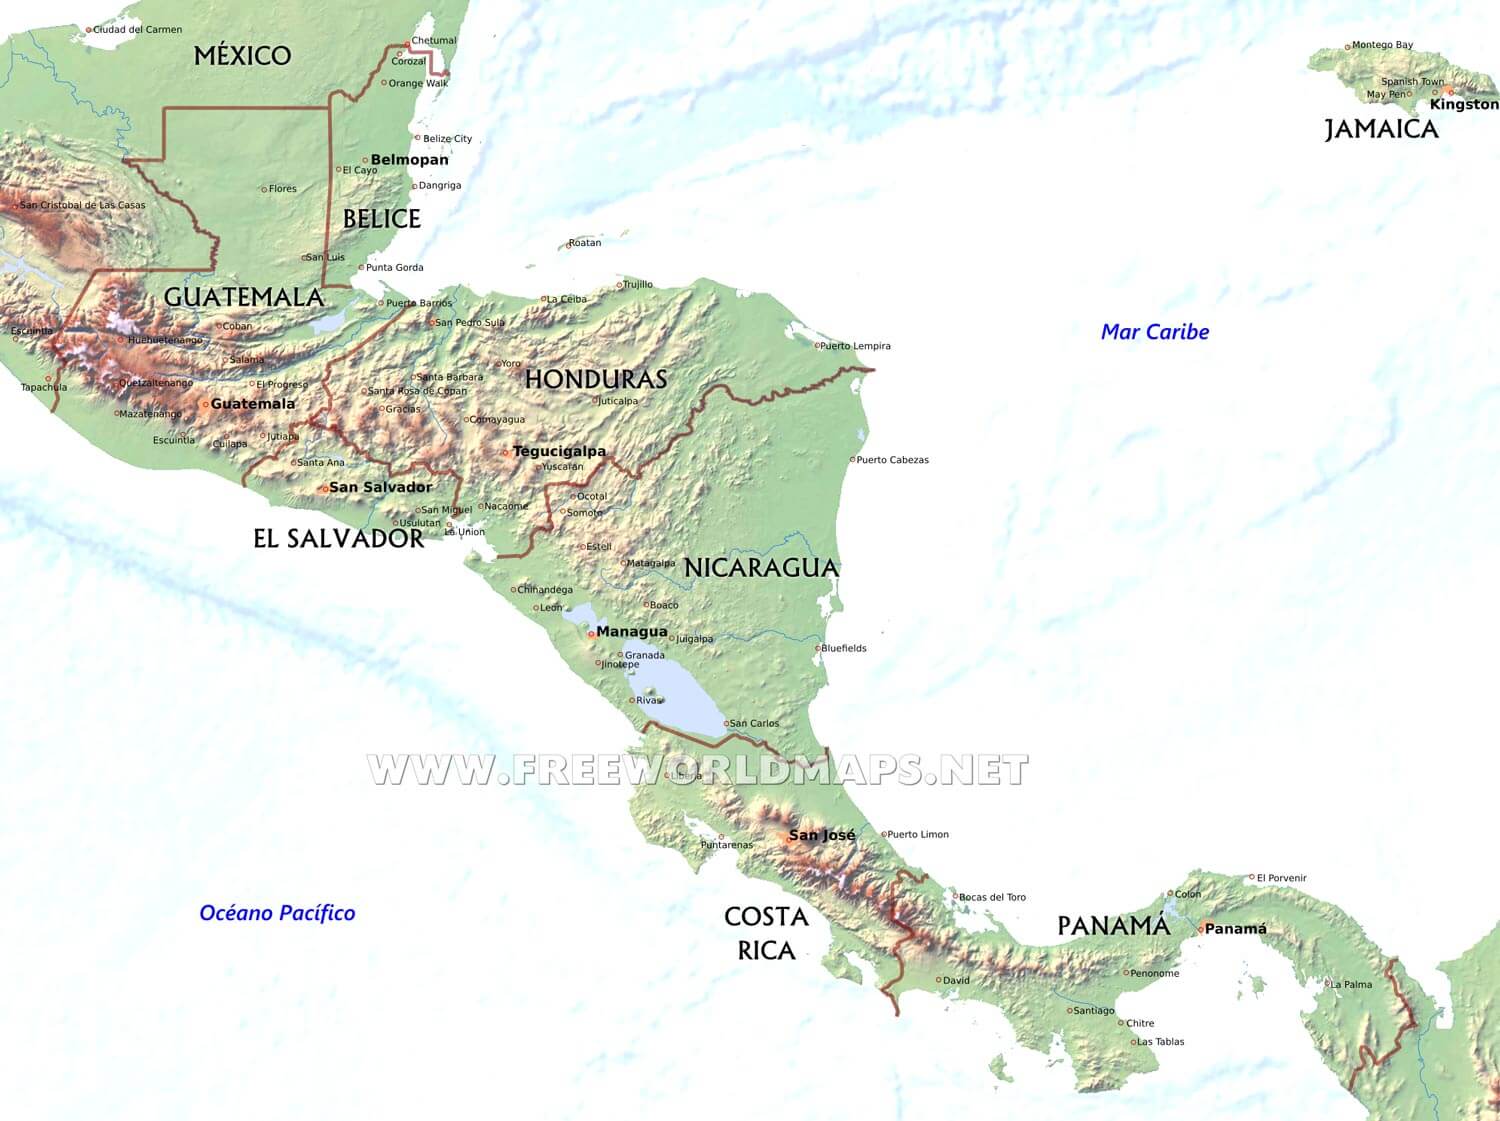 Ciudad del Carmen
MÉXICO
Chetumal
Corozal
Orange Walk
Montego Bay
Spanish Town
May Pen
Kingston
JAMAICA
Belize City
Belmopan
El Cayo
Flores
Dangriga
San Cristobal de Las Casas
BELICE
Roatan
San Luis
Punta Gorda
Trujillo
GUATEMALA
Puerto Barrios
La Ceiba
Coban
San Pedro Sula
Escuintla
Mar Caribe
Huehuetenango
Puerto Lempira
Salama
Yoro
Santa Barbara
HONDURAS
Tapachula
Quetzaltenango
El Progreso
Santa Rosa de Copan
Guatemala
Gracias
Juticalpa
Mazatenango
Comayagua
Escuintla
Cuilapa
Jutiapa
Tegucigalpa
Santa Ana
Yuscaran
Puerto Cabezas
San Salvador
Ocotal
San Miguel
Nacaome
Somoto
Usulutan
La Union
EL SALVADOR
Esteli
Matagalpa
NICARAGUA
Chinandega
Leon
Boaco
Managua
Juigalpa
Granada
Jinotepe
Bluefields
Rivas
San Carlos
WWW.FREEWORLDMAPS.NET
Liberia
San José
Puerto Limon
Puntarenas
El Porvenir
Bocas del Toro
Colon
Océano Pacífico
COSTA
RICA
PANAMÁ
Panamá
David
Penonome
La Palma
Santiago
Chitre
Las Tablas